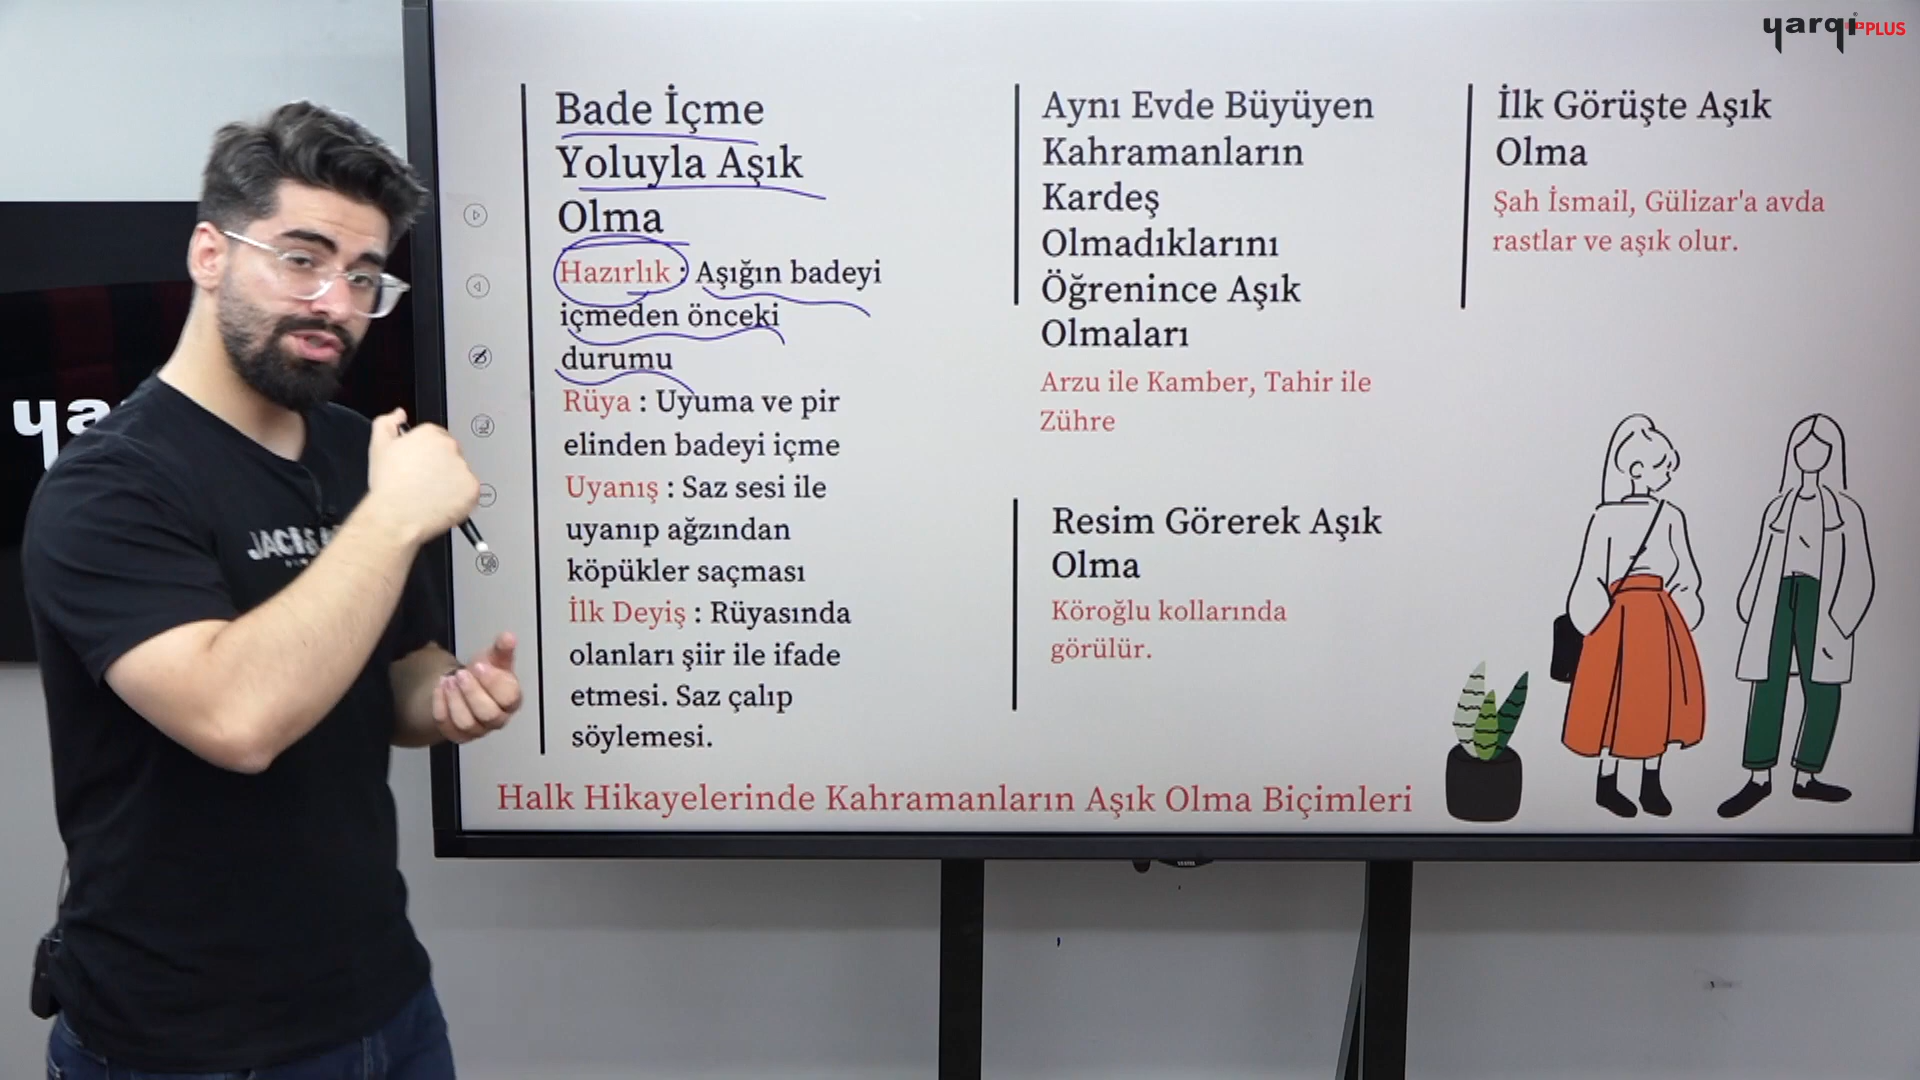 yarqi PLUS
Bade İçme
Yoluyla Aşık
Olma
Hazırlık : Aşığın badeyi
içmeden önceki
durumu
Rüya : Uyuma ve pir
elinden badeyi içme
Uyanış : Saz sesi ile
uyanıp ağzından
köpükler saçması
İlk Deyiş : Rüyasında
olanları şiir ile ifade
etmesi. Saz çalıp
söylemesi.
Aynı Evde Büyüyen
Kahramanların
Kardeş
Olmadıklarını
Öğrenince Aşık
Olmaları
Arzu ile Kamber, Tahir ile
Zühre
Resim Görerek Aşık
Olma
Köroğlu kollarında
görülür.
İlk Görüşte Aşık
Olma
Şah İsmail, Gülizar'a avda
rastlar ve aşık olur.
Halk Hikayelerinde Kahramanların Aşık Olma Biçimleri